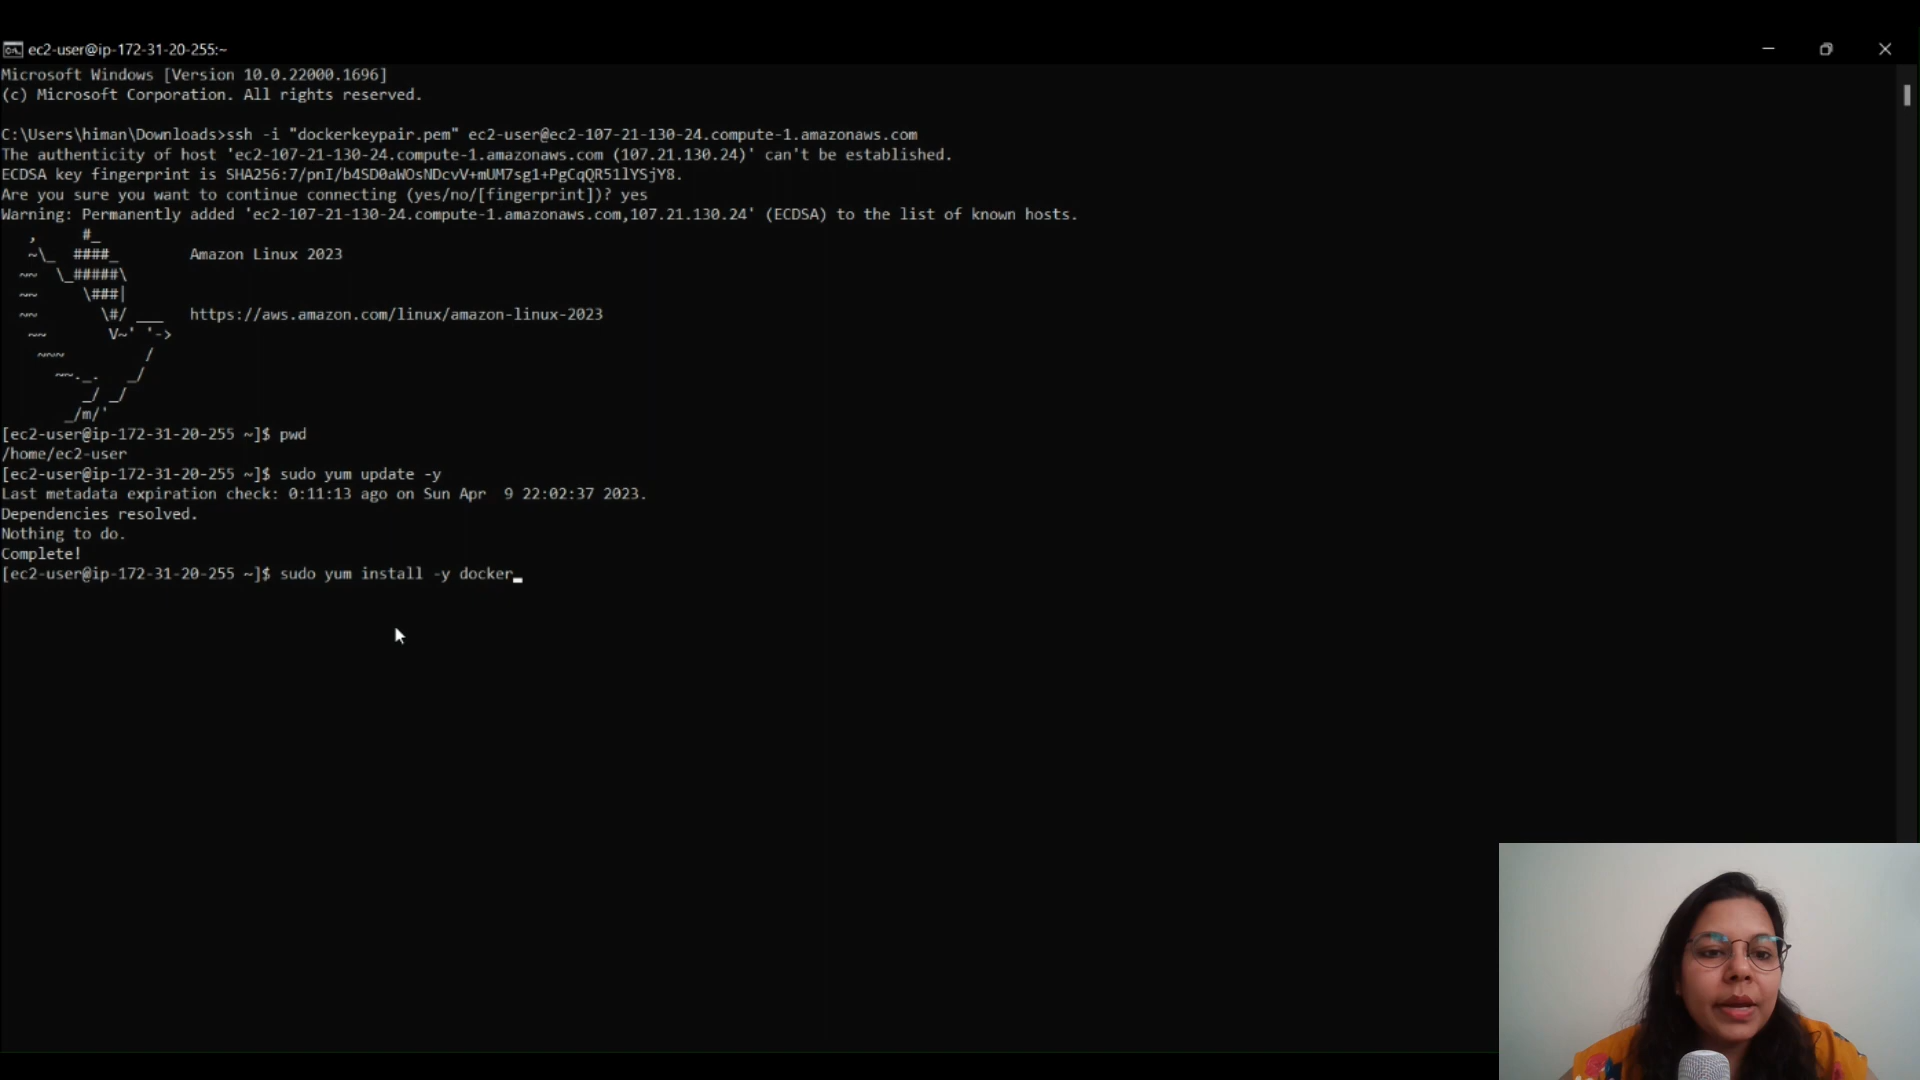 ec2-user@ip-172-31-20-255:~
Microsoft Windows [Version 10.0.22000.1696]
(c) Microsoft Corporation. All rights reserved.
C:\Users\himan\Downloads>ssh -i "dockerkeypair.pem" ec2-user@ec2-107-21-130-24.compute-1.amazonaws.com
The authenticity of host 'ec2-107-21-130-24.compute-1.amazonaws.com (107.21.130.24)' can't be established.
ECDSA key fingerprint is SHA256:7/pnI/b4SD0aWOsNDcvV+mUM7sg1+PgCqQR51lYSjY8.
Are you sure you want to continue connecting (yes/no/[fingerprint])? yes
Warning: Permanently added 'ec2-107-21-130-24.compute-1.amazonaws.com,107.21.130.24' (ECDSA) to the list of known hosts.
   ,     #_
   ~\_  ####_        Amazon Linux 2023
  ~~  \_#####\
  ~~     \###|
  ~~       \#/ ___   https://aws.amazon.com/linux/amazon-linux-2023
   ~~       V~' '->
    ~~~         /
      ~~._.   _/
         _/ _/
       _/m/'
[ec2-user@ip-172-31-20-255 ~]$ pwd
/home/ec2-user
[ec2-user@ip-172-31-20-255 ~]$ sudo yum update -y
Last metadata expiration check: 0:11:13 ago on Sun Apr  9 22:02:37 2023.
Dependencies resolved.
Nothing to do.
Complete!
[ec2-user@ip-172-31-20-255 ~]$ sudo yum install -y docker